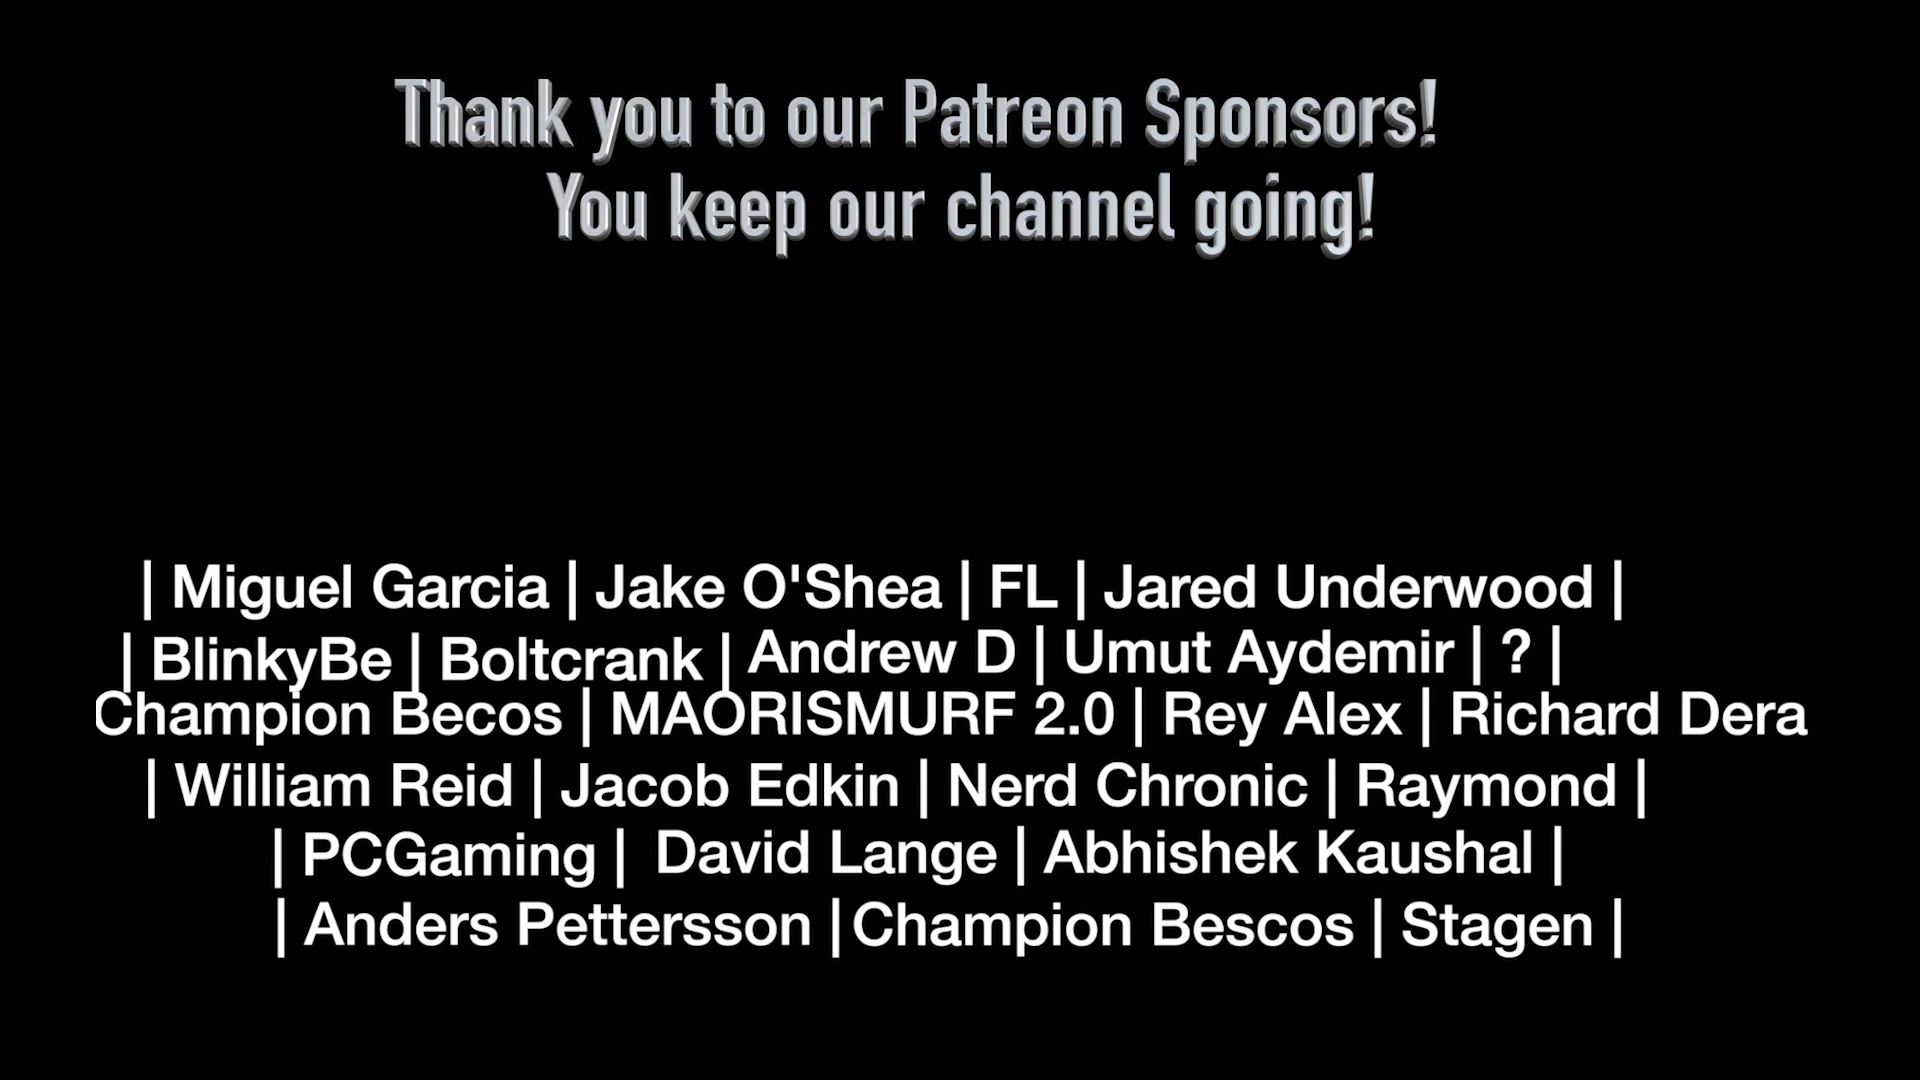 Thank you to our Patreon Sponsors!
You keep our channel going!
| Miguel Garcia | Jake O'Shea | FL | Jared Underwood |
| BlinkyBe | Boltcrank | Andrew D | Umut Aydemir | ? |
Champion Becos | MAORISMURF 2.0 | Rey Alex | Richard Dera
| William Reid | Jacob Edkin | Nerd Chronic | Raymond |
| PCGaming | David Lange | Abhishek Kaushal |
| Anders Pettersson | Champion Bescos | Stagen |